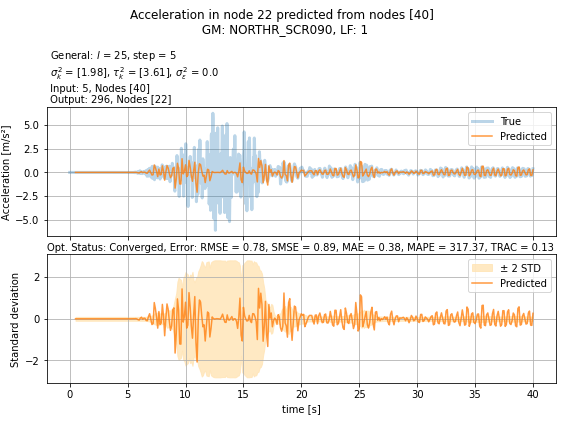 Acceleration in node 22 predicted from nodes [40]
GM: NORTHR_SCR090, LF: 1
General: l = 25, step = 5
σ²ₖ = [1.98], τ²ₖ = [3.61], σ²ε = 0.0
Input: 5, Nodes [40]
Output: 296, Nodes [22]
Acceleration [m/s²]
5.0
2.5
0.0
−2.5
−5.0
True
Predicted
Opt. Status: Converged, Error: RMSE = 0.78, SMSE = 0.89, MAE = 0.38, MAPE = 317.37, TRAC = 0.13
Standard deviation
2
0
−2
± 2 STD
Predicted
0 5 10 15 20 25 30 35 40
time [s]